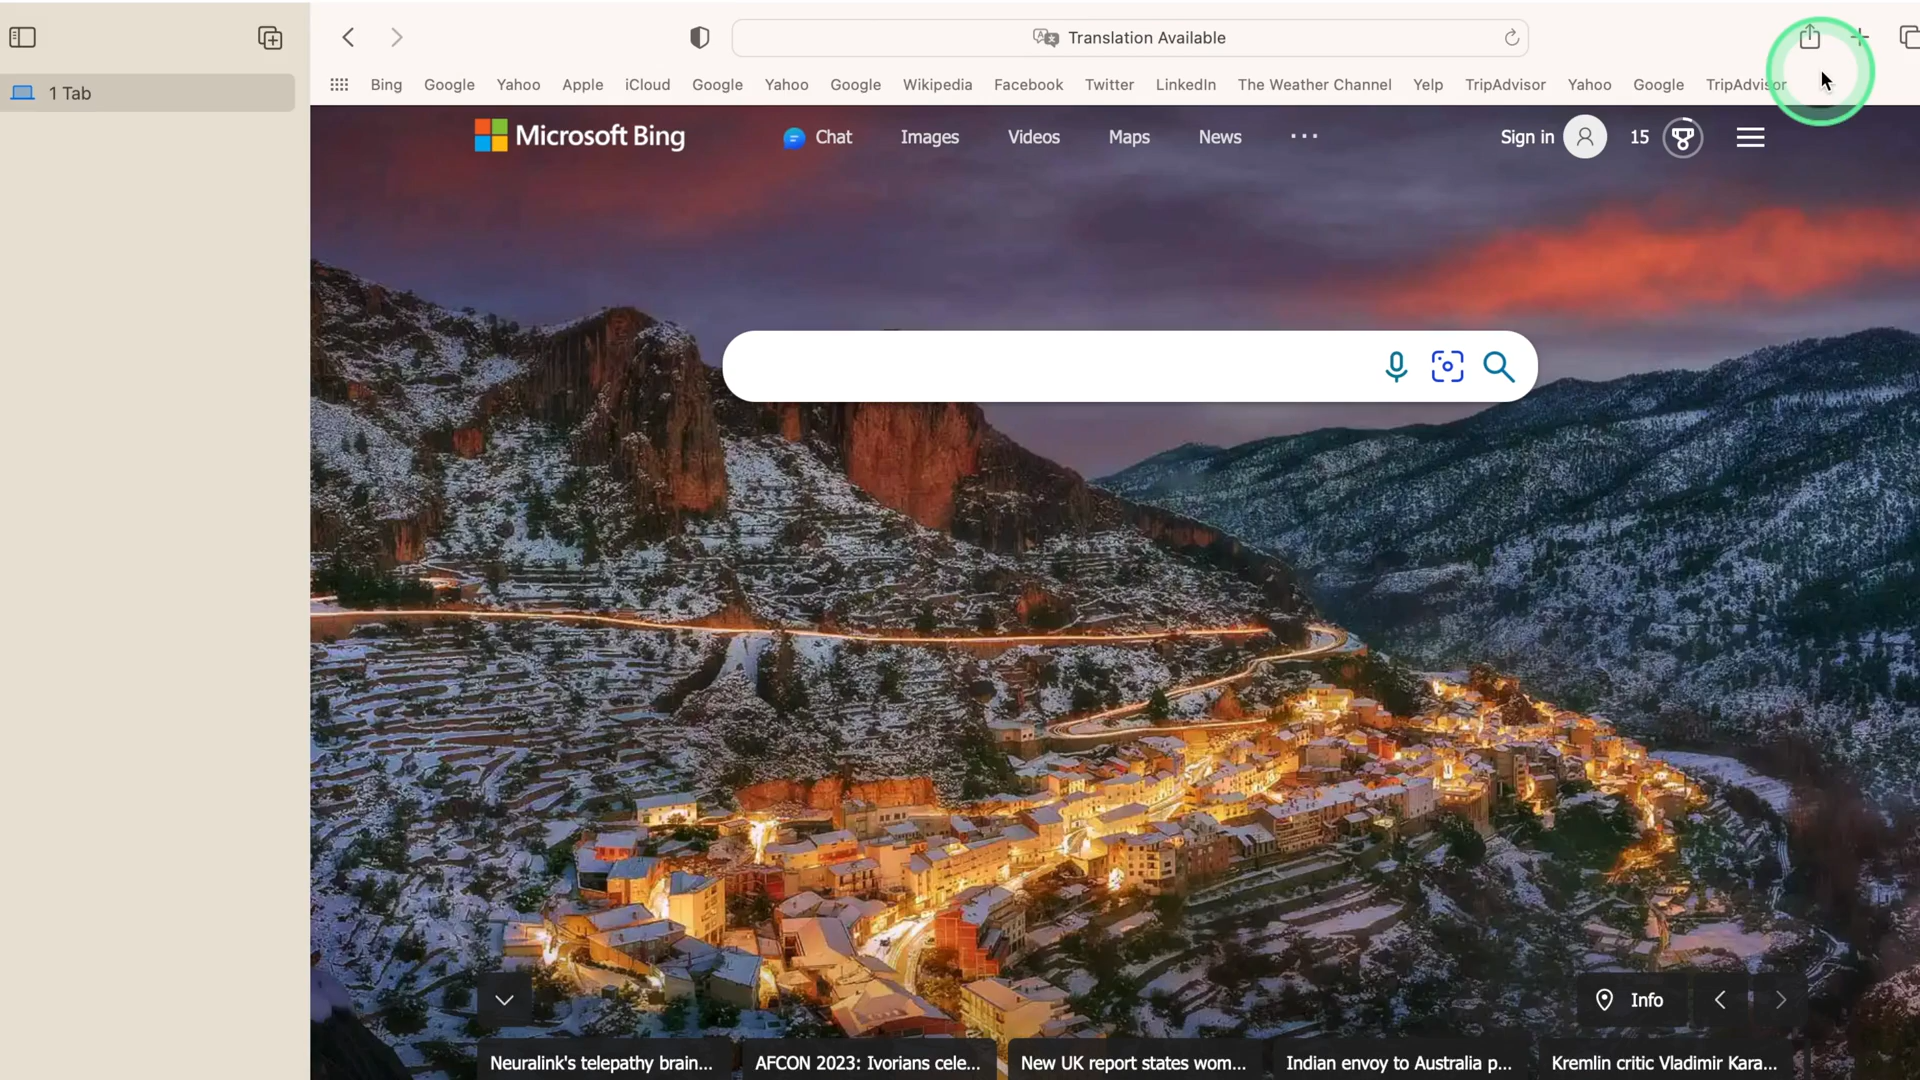 Translation Available
1 Tab
Bing Google Yahoo Apple iCloud Google Yahoo Google Wikipedia Facebook Twitter LinkedIn The Weather Channel Yelp TripAdvisor Yahoo Google TripAdvisor
Microsoft Bing Chat Images Videos Maps News ... Sign in 15
Info
Neuralink's telepathy brain... AFCON 2023: Ivorians cele... New UK report states wom... Indian envoy to Australia p... Kremlin critic Vladimir Kara...